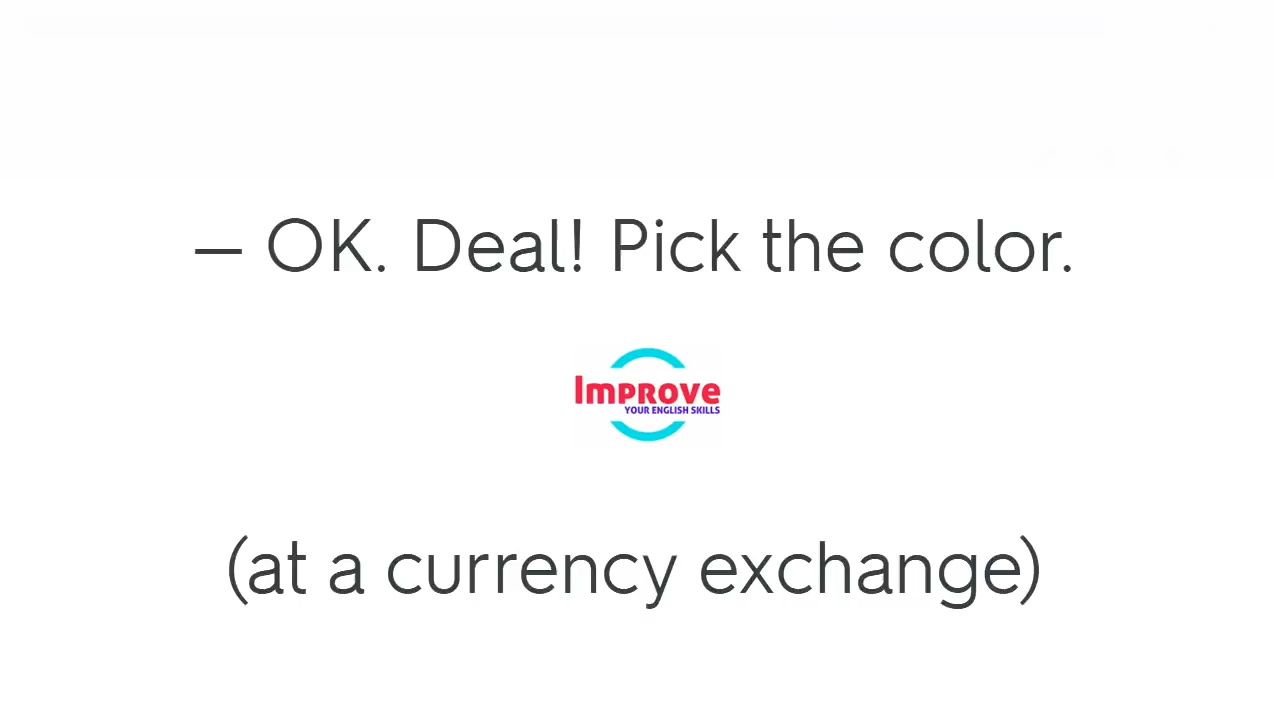 – OK. Deal! Pick the color.
Improve
YOUR ENGLISH SKILLS
(at a currency exchange)